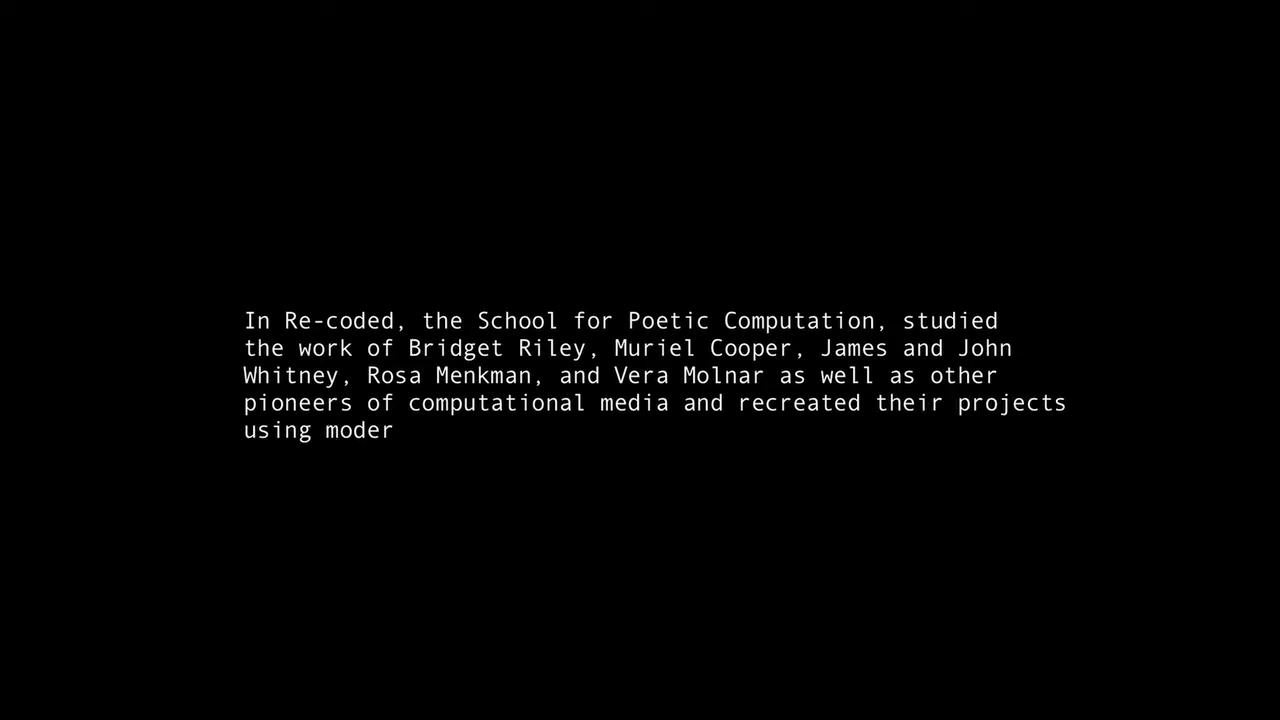 In Re-coded, the School for Poetic Computation, studied
the work of Bridget Riley, Muriel Cooper, James and John
Whitney, Rosa Menkman, and Vera Molnar as well as other
pioneers of computational media and recreated their projects
using moder